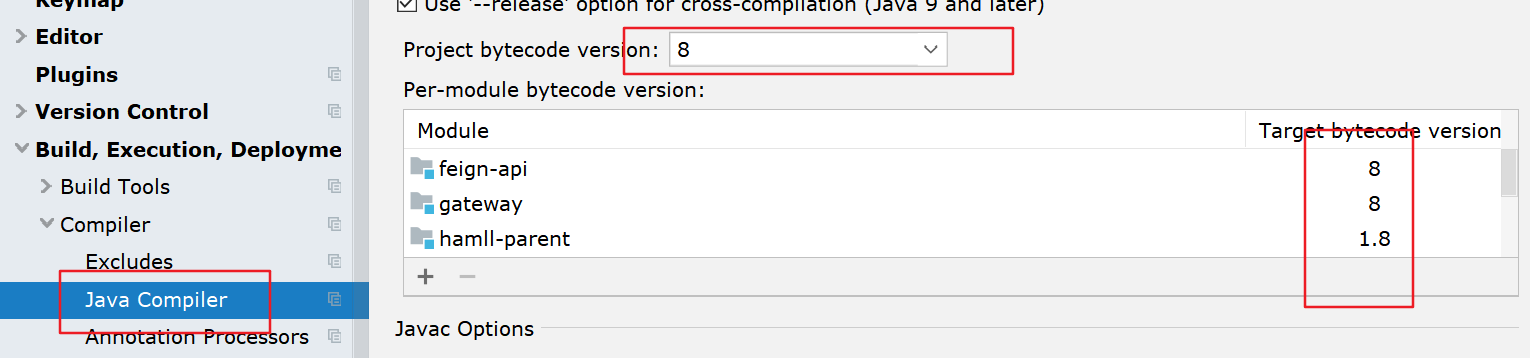 Keymap
Editor
Plugins
Version Control
Build, Execution, Deployme
Build Tools
Compiler
Excludes
Java Compiler
Annotation Processors
Use '--release' option for cross-compilation (Java 9 and later)
Project bytecode version: 8
Per-module bytecode version:
Module Target bytecode version
feign-api 8
gateway 8
hamll-parent 1.8
Javac Options